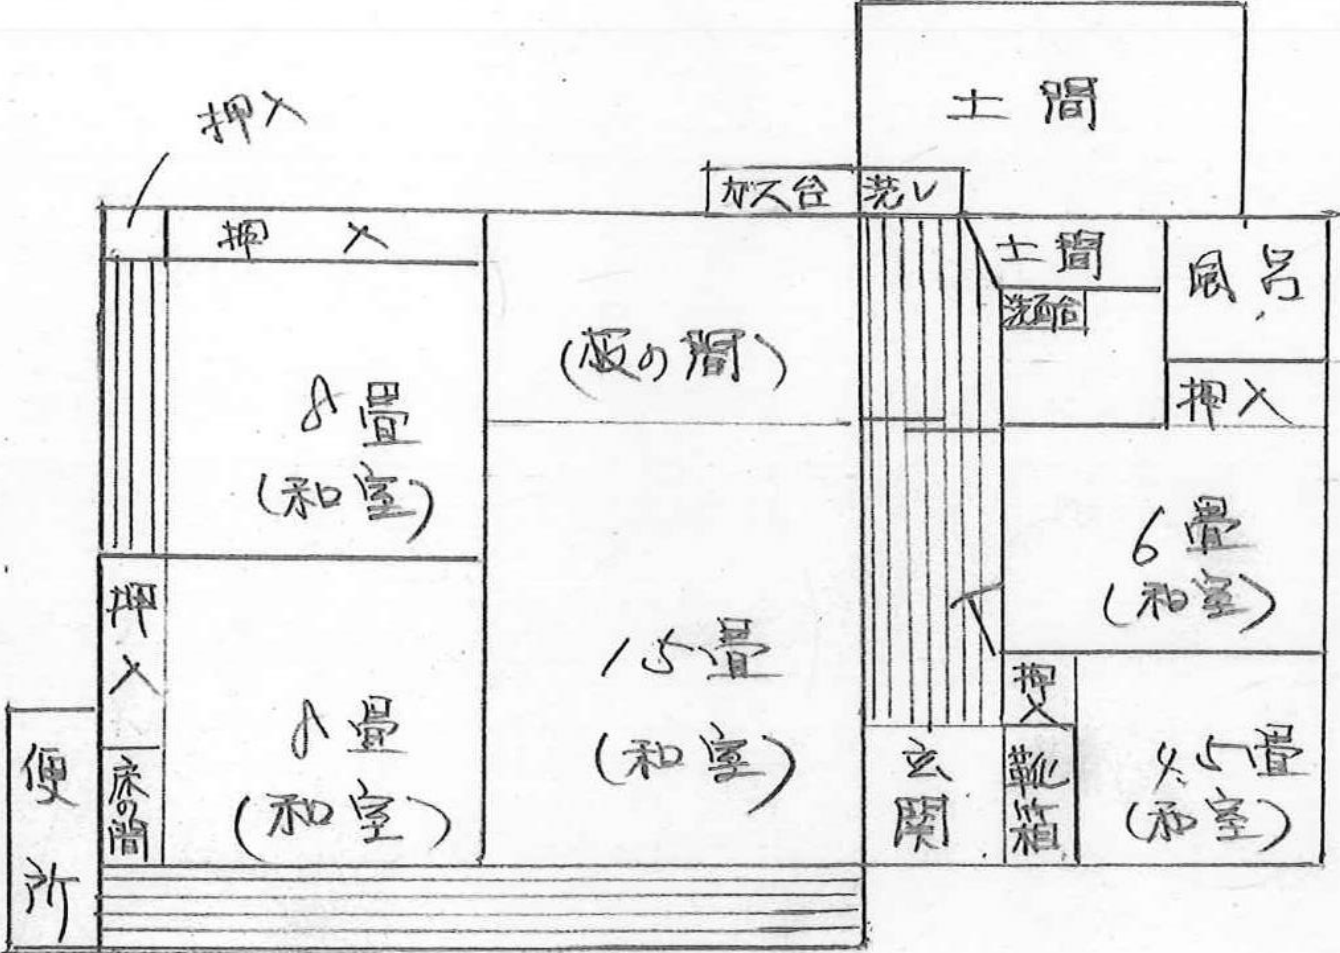 土間
押入
ガス台
洗し
押入
土間
風呂
洗面台
(板の間)
押入
8畳
(和室)
6畳
(和室)
押入
15畳
(和室)
押入
8畳
(和室)
床の間
便所
玄関
靴箱
4.5畳
(和室)